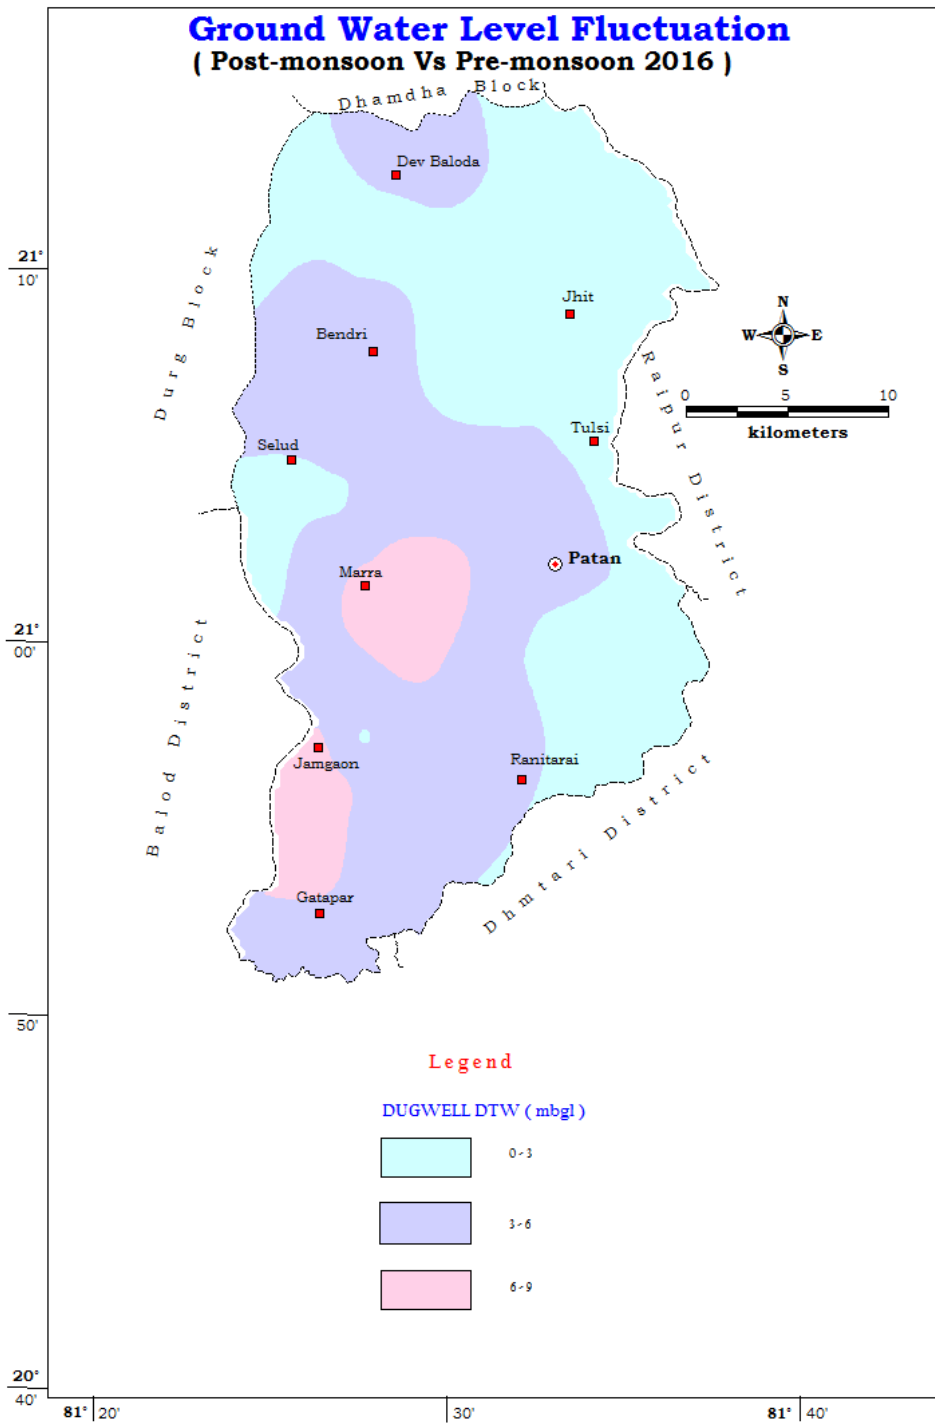 Ground Water Level Fluctuation
( Post-monsoon Vs Pre-monsoon 2016 )
Dhamdha Block
Dev Baloda
21°
10'
Durg Block
Jhit
Bendri
N
W E
S
Raipur District
0 5 10
kilometers
Tulsi
Selud
Patan
Marra
21°
00'
Balod District
Jamgaon
Ranitarai
Dhmtari District
Gatapar
50'
Legend
DUGWELL DTW ( mbgl )
0-3
3-6
6-9
20°
40'
81° 20' 30' 81° 40'